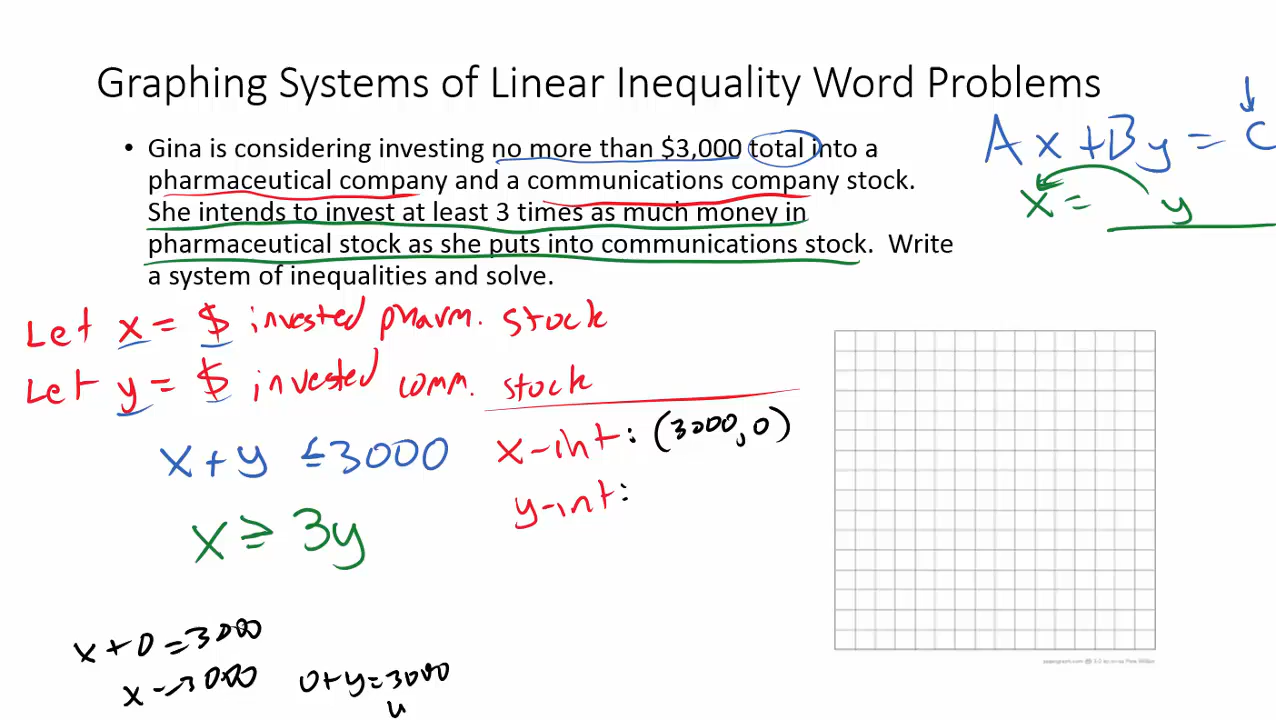 Graphing Systems of Linear Inequality Word Problems
• Gina is considering investing no more than $3,000 total into a
pharmaceutical company and a communications company stock.
She intends to invest at least 3 times as much money in
pharmaceutical stock as she puts into communications stock. Write
a system of inequalities and solve.
Ax + By = C
x = y
Let x = $ invested pharm. stock
Let y = $ invested comm. stock
x + y ≤ 3000
x-int: (3000, 0)
y-int:
x ≥ 3y
x + 0 = 3000
x = 3000
0 + y = 3000